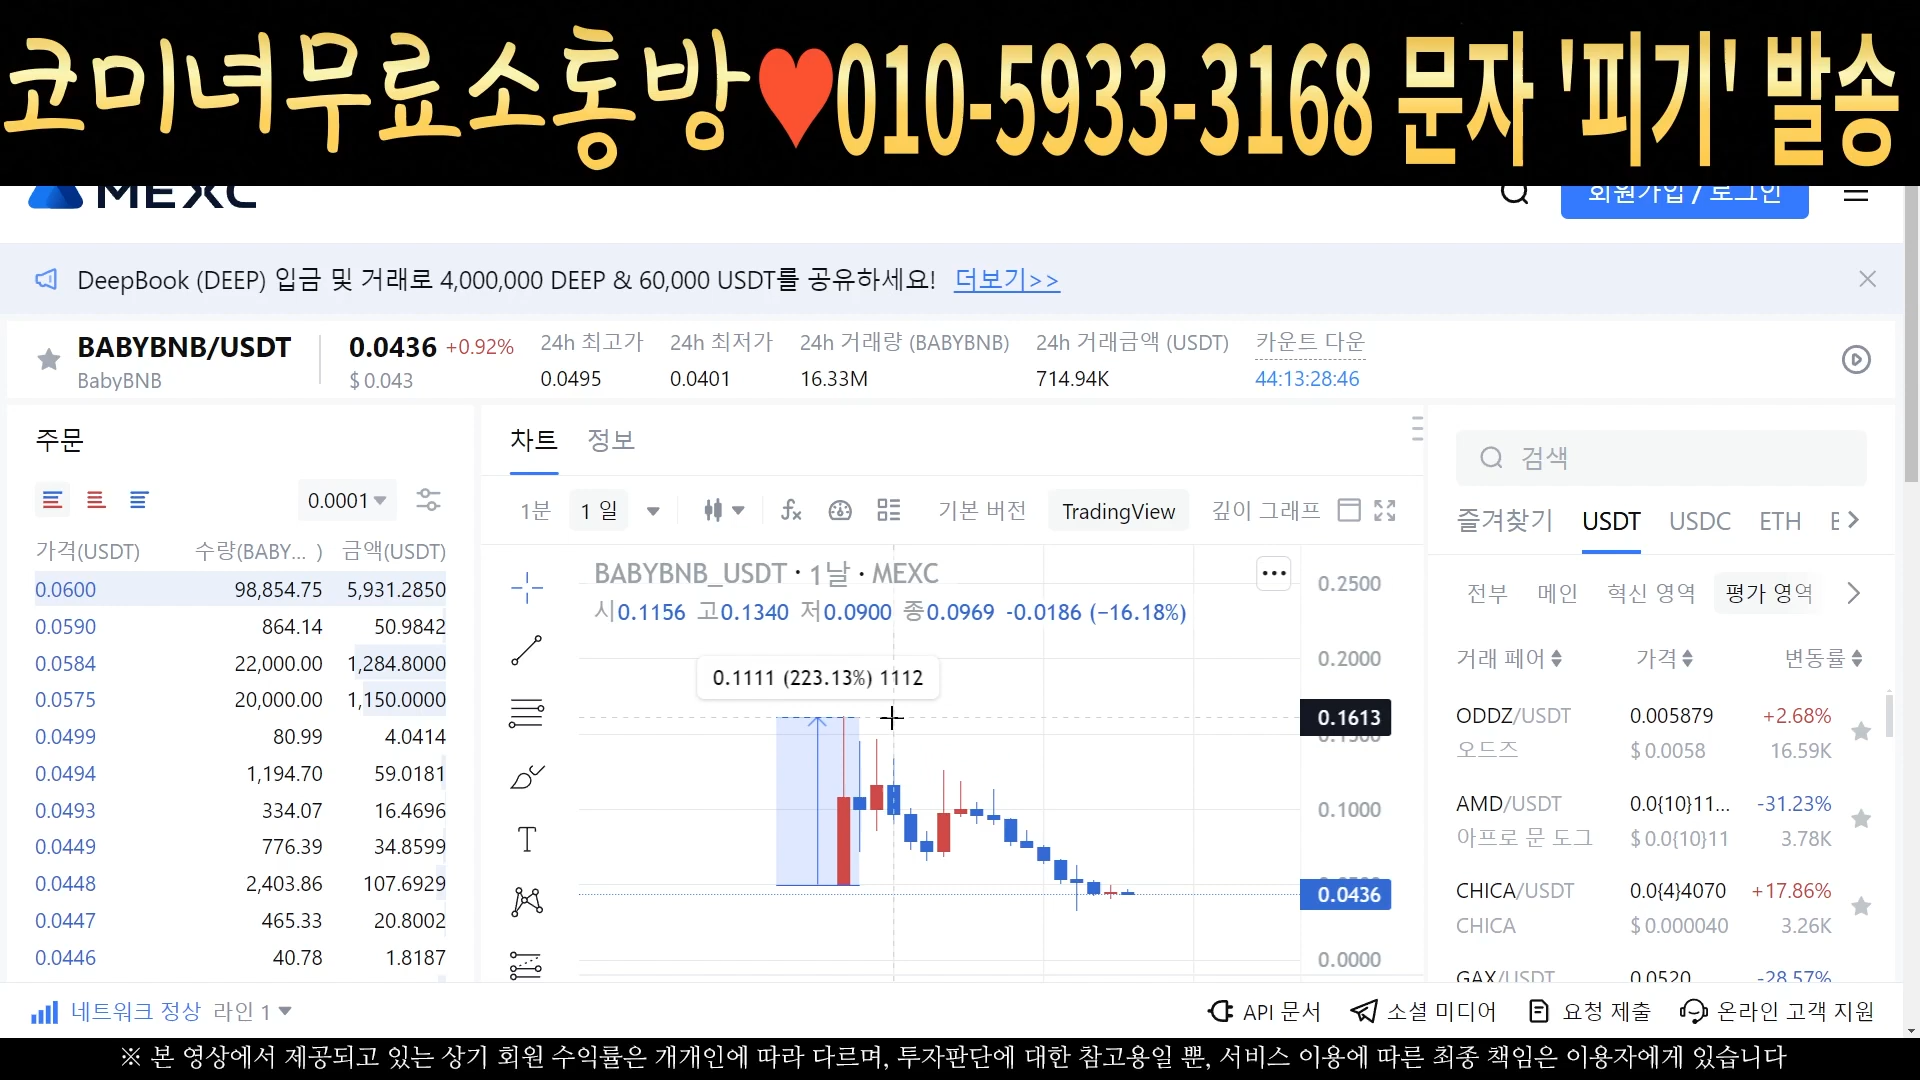 코미녀무료소통방♥010-5933-3168 문자 '피기' 발송
MEXC
회원가입 / 로그인
DeepBook (DEEP) 입금 및 거래로 4,000,000 DEEP & 60,000 USDT를 공유하세요! 더보기>>
BABYBNB/USDT
BabyBNB
0.0436 +0.92%
$ 0.043
24h 최고가
0.0495
24h 최저가
0.0401
24h 거래량 (BABYBNB)
16.33M
24h 거래금액 (USDT)
714.94K
카운트 다운
44:13:28:46
주문
0.0001
가격(USDT) 수량(BABY... ) 금액(USDT)
0.0600 98,854.75 5,931.2850
0.0590 864.14 50.9842
0.0584 22,000.00 1,284.8000
0.0575 20,000.00 1,150.0000
0.0499 80.99 4.0414
0.0494 1,194.70 59.0181
0.0493 334.07 16.4696
0.0449 776.39 34.8599
0.0448 2,403.86 107.6929
0.0447 465.33 20.8002
0.0446 40.78 1.8187
차트 정보
1분 1 일 기본 버전 TradingView 깊이 그래프
BABYBNB_USDT · 1날 · MEXC
시0.1156 고0.1340 저0.0900 종0.0969 -0.0186 (−16.18%)
0.1111 (223.13%) 1112
0.2500
0.2000
0.1613
0.1000
0.0436
0.0000
검색
즐겨찾기 USDT USDC ETH
전부 메인 혁신 영역 평가 영역
거래 페어 가격 변동률
ODDZ/USDT 0.005879 +2.68%
오드즈 $ 0.0058 16.59K
AMD/USDT 0.0{10}11... -31.23%
아프로 문 도그 $ 0.0{10}11 3.78K
CHICA/USDT 0.0{4}4070 +17.86%
CHICA $ 0.000040 3.26K
GAX/USDT 0.0520 -28.57%
네트워크 정상 라인 1
API 문서 소셜 미디어 요청 제출 온라인 고객 지원
※ 본 영상에서 제공되고 있는 상기 회원 수익률은 개개인에 따라 다르며, 투자판단에 대한 참고용일 뿐, 서비스 이용에 따른 최종 책임은 이용자에게 있습니다